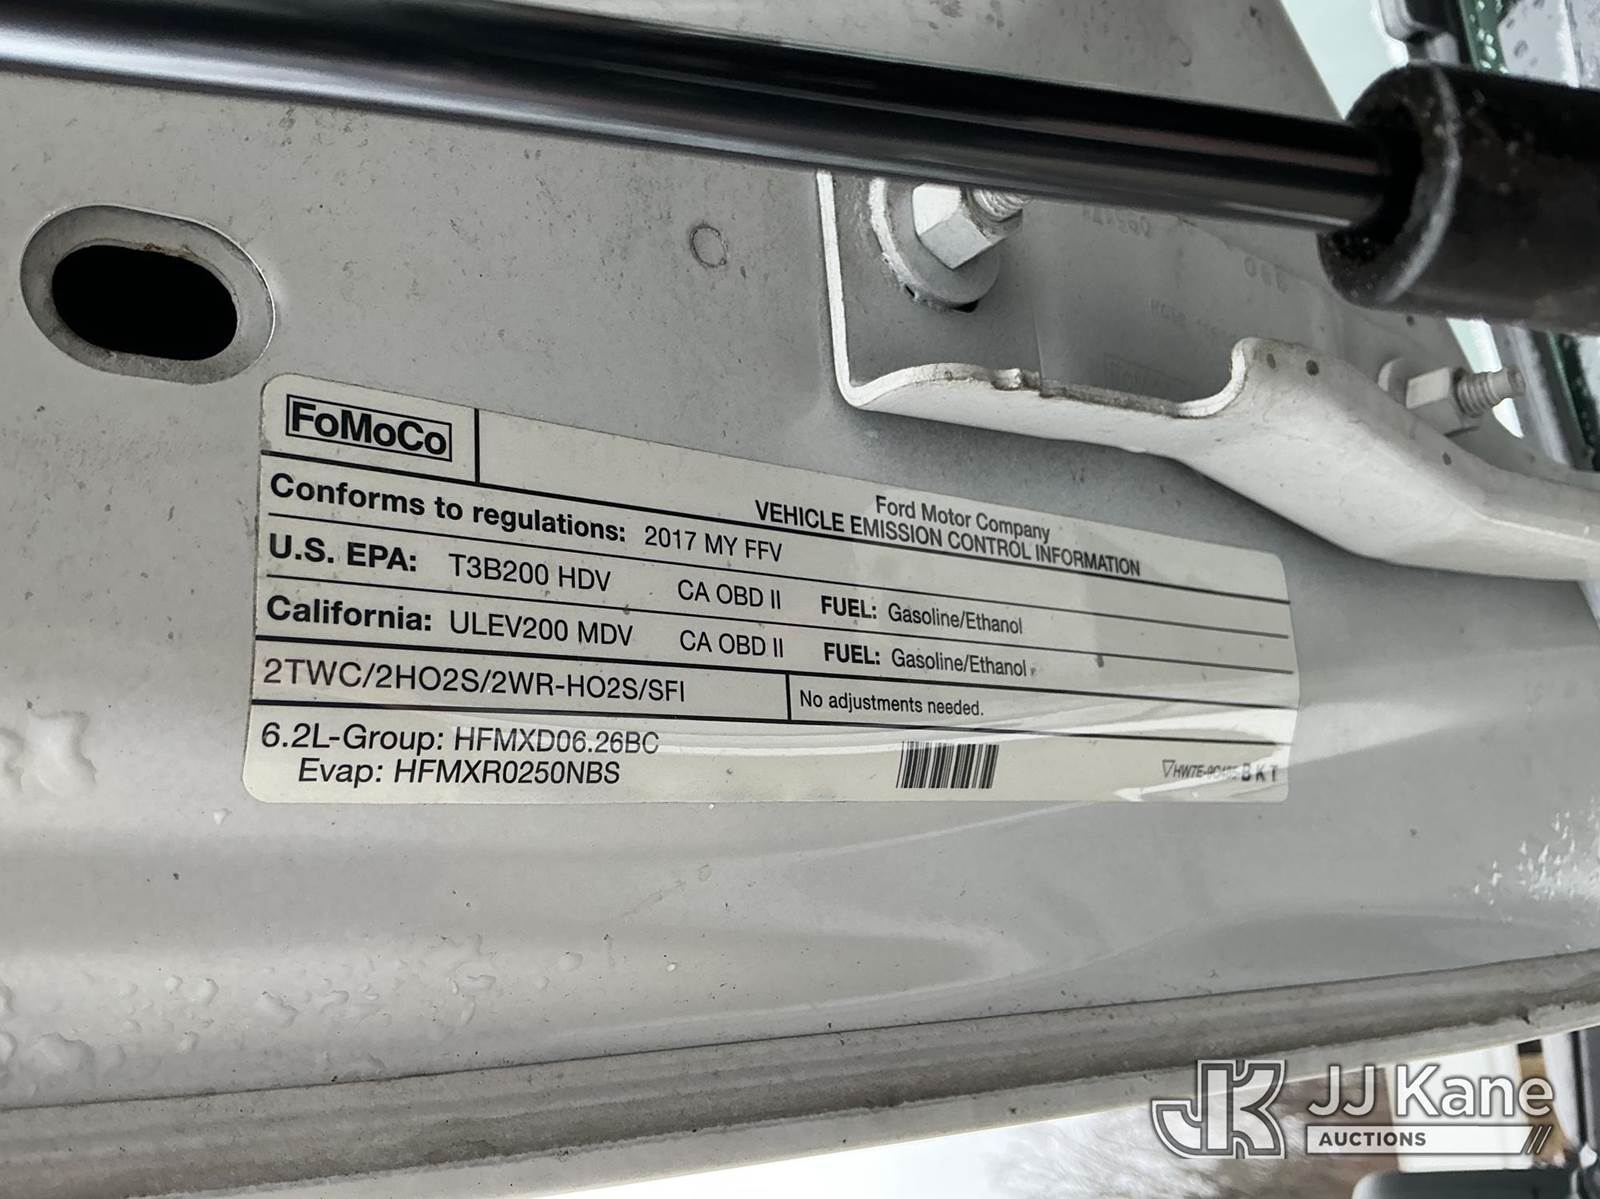 FoMoCo
Ford Motor Company
VEHICLE EMISSION CONTROL INFORMATION
Conforms to regulations: 2017 MY FFV
U.S. EPA: T3B200 HDV CA OBD II FUEL: Gasoline/Ethanol
California: ULEV200 MDV CA OBD II FUEL: Gasoline/Ethanol
2TWC/2HO2S/2WR-HO2S/SFI No adjustments needed.
6.2L-Group: HFMXD06.26BC
Evap: HFMXR0250NBS
BKT
JK JJ Kane
AUCTIONS